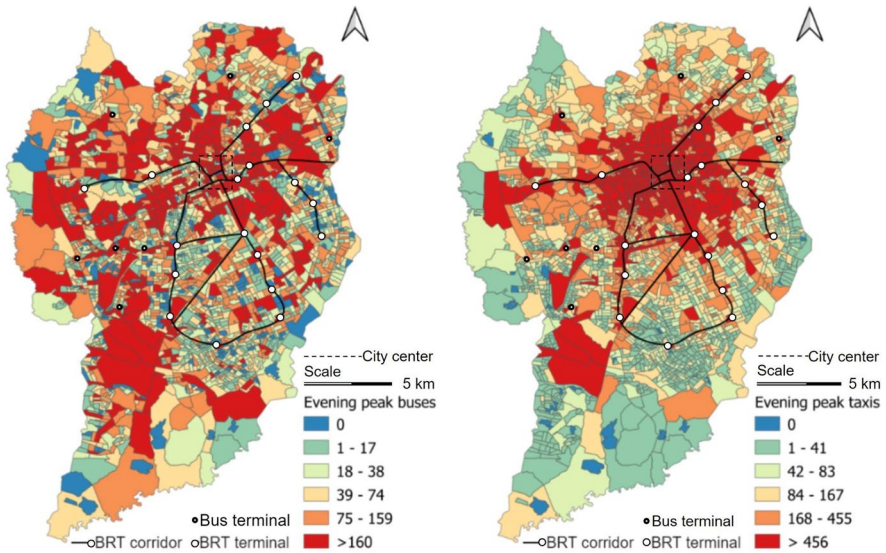 City center
Scale
5 km
Evening peak buses
0
1 - 17
18 - 38
39 - 74
75 - 159
>160
Bus terminal
BRT corridor
BRT terminal
City center
Scale
5 km
Evening peak taxis
0
1 - 41
42 - 83
84 - 167
168 - 455
> 456
Bus terminal
BRT corridor
BRT terminal